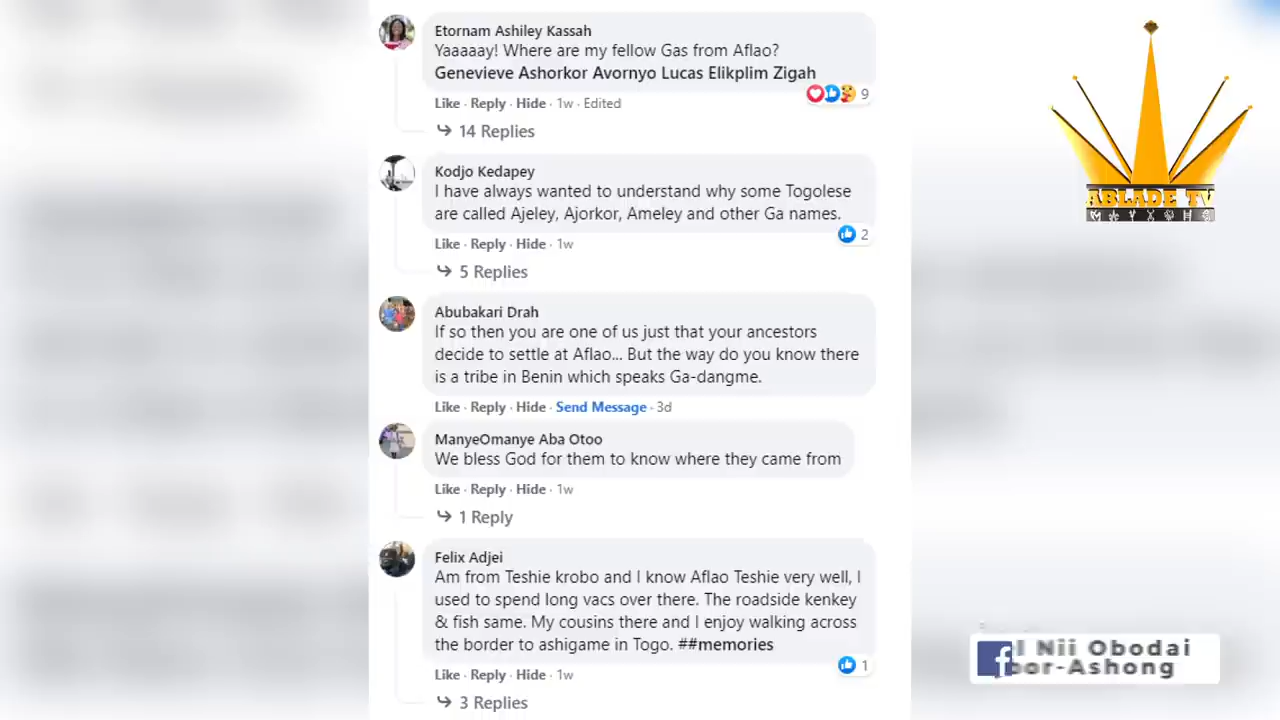 Etornam Ashiley Kassah
Yaaaaay! Where are my fellow Gas from Aflao?
Genevieve Ashorkor Avornyo Lucas Elikplim Zigah
Like · Reply · Hide · 1w · Edited
9
14 Replies
Kodjo Kedapey
I have always wanted to understand why some Togolese
are called Ajeley, Ajorkor, Ameley and other Ga names.
Like · Reply · Hide · 1w
2
5 Replies
Abubakari Drah
If so then you are one of us just that your ancestors
decide to settle at Aflao... But the way do you know there
is a tribe in Benin which speaks Ga-dangme.
Like · Reply · Hide · Send Message · 3d
ManyeOmanye Aba Otoo
We bless God for them to know where they came from
Like · Reply · Hide · 1w
1 Reply
Felix Adjei
Am from Teshie krobo and I know Aflao Teshie very well, I
used to spend long vacs over there. The roadside kenkey
& fish same. My cousins there and I enjoy walking across
the border to ashigame in Togo. ##memories
Like · Reply · Hide · 1w
1
3 Replies
ABLADE TV
f
Nii Obodai
oor-Ashong